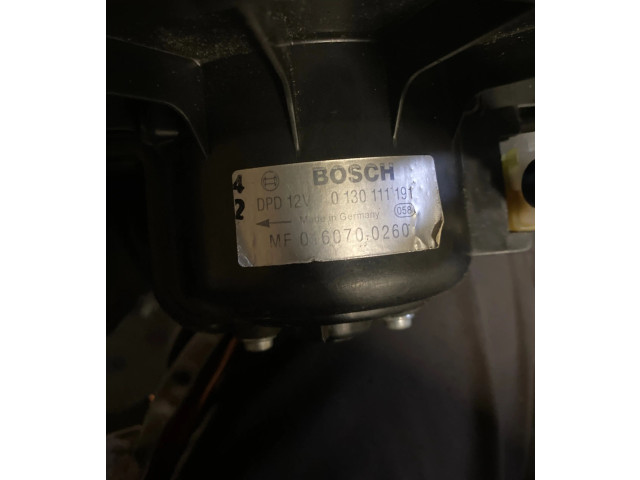 BOSCH
4 DPD 12V 0 130 111 191
2 Made in Germany 058
MF 0.6070.0260